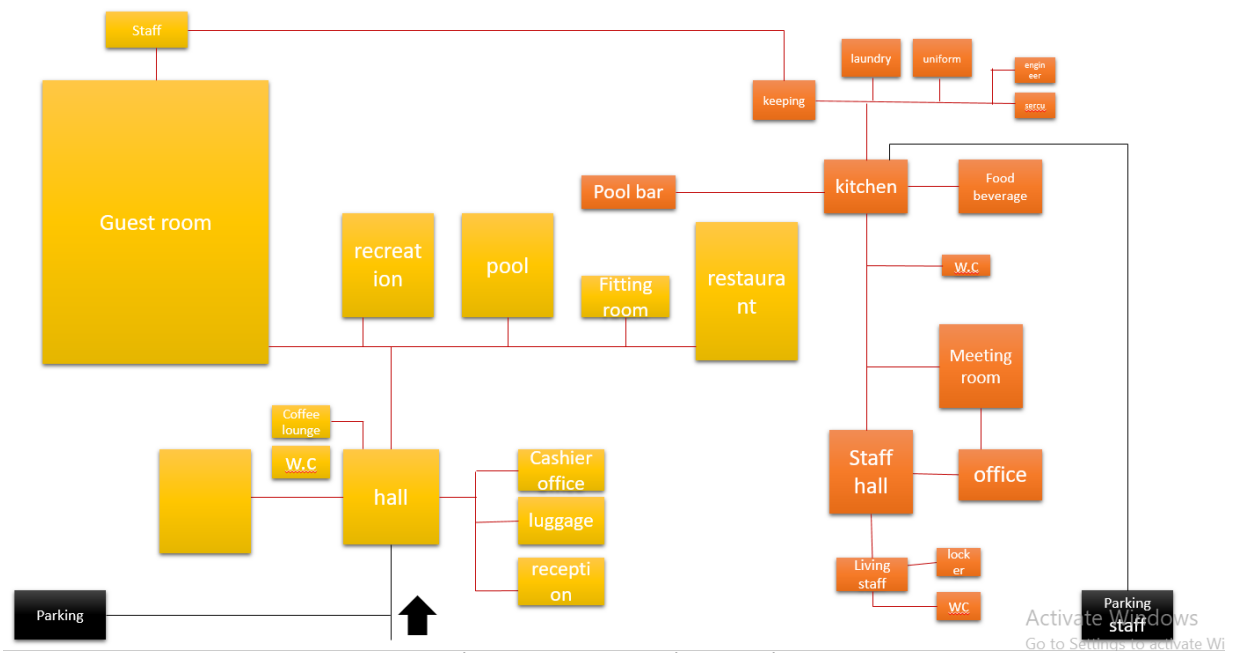 Staff
laundry
uniform
engin
eer
keeping
sercu
Guest room
Pool bar
kitchen
Food
beverage
recreat
ion
pool
Fitting
room
restaura
nt
W.C
Meeting
room
Coffee
lounge
W.C
hall
Cashier
office
luggage
recepti
on
Staff
hall
office
Living
staff
lock
er
WC
Parking
Parking
staff
Activate Windows
Go to Settings to activate Wi